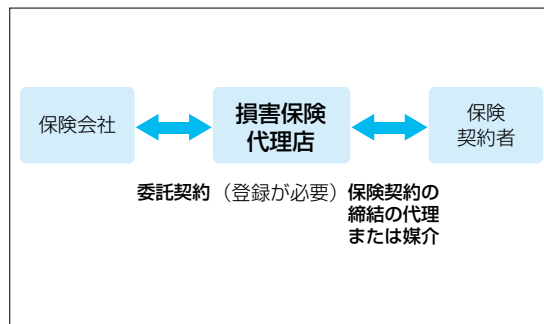 保険会社
損害保険
代理店
保険
契約者
委託契約
（登録が必要）
保険契約の
締結の代理
または媒介